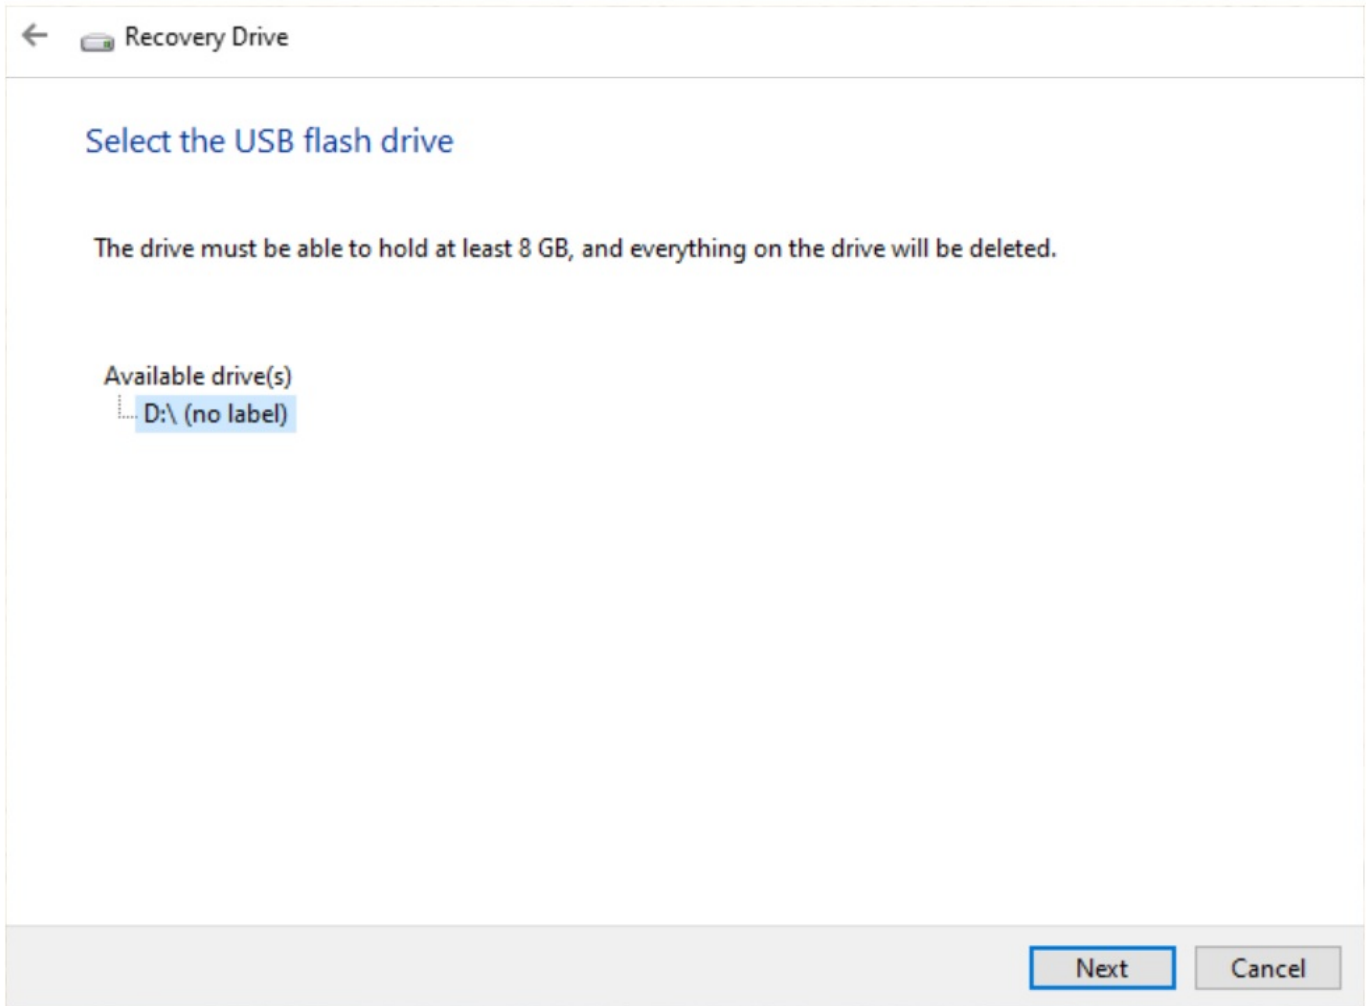 Recovery Drive
Select the USB flash drive
The drive must be able to hold at least 8 GB, and everything on the drive will be deleted.
Available drive(s)
D:\ (no label)
Next Cancel